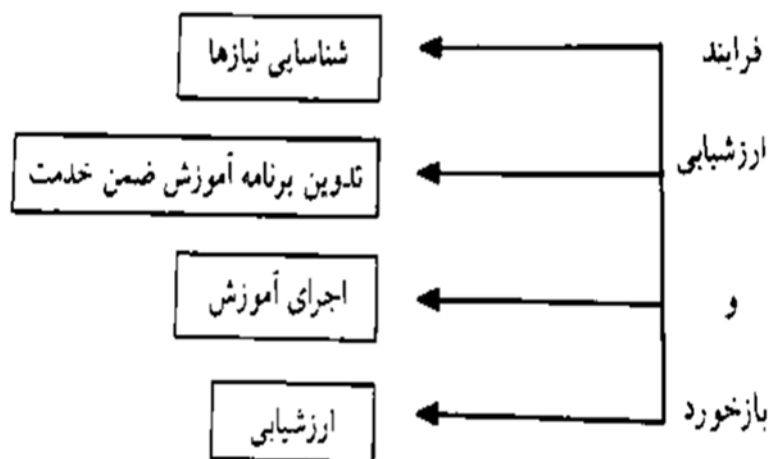 فرایند
شناسایی نیازها
ارزشیابی
تدوین برنامه آموزش ضمن خدمت
و
اجرای آموزش
بازخورد
ارزشیابی